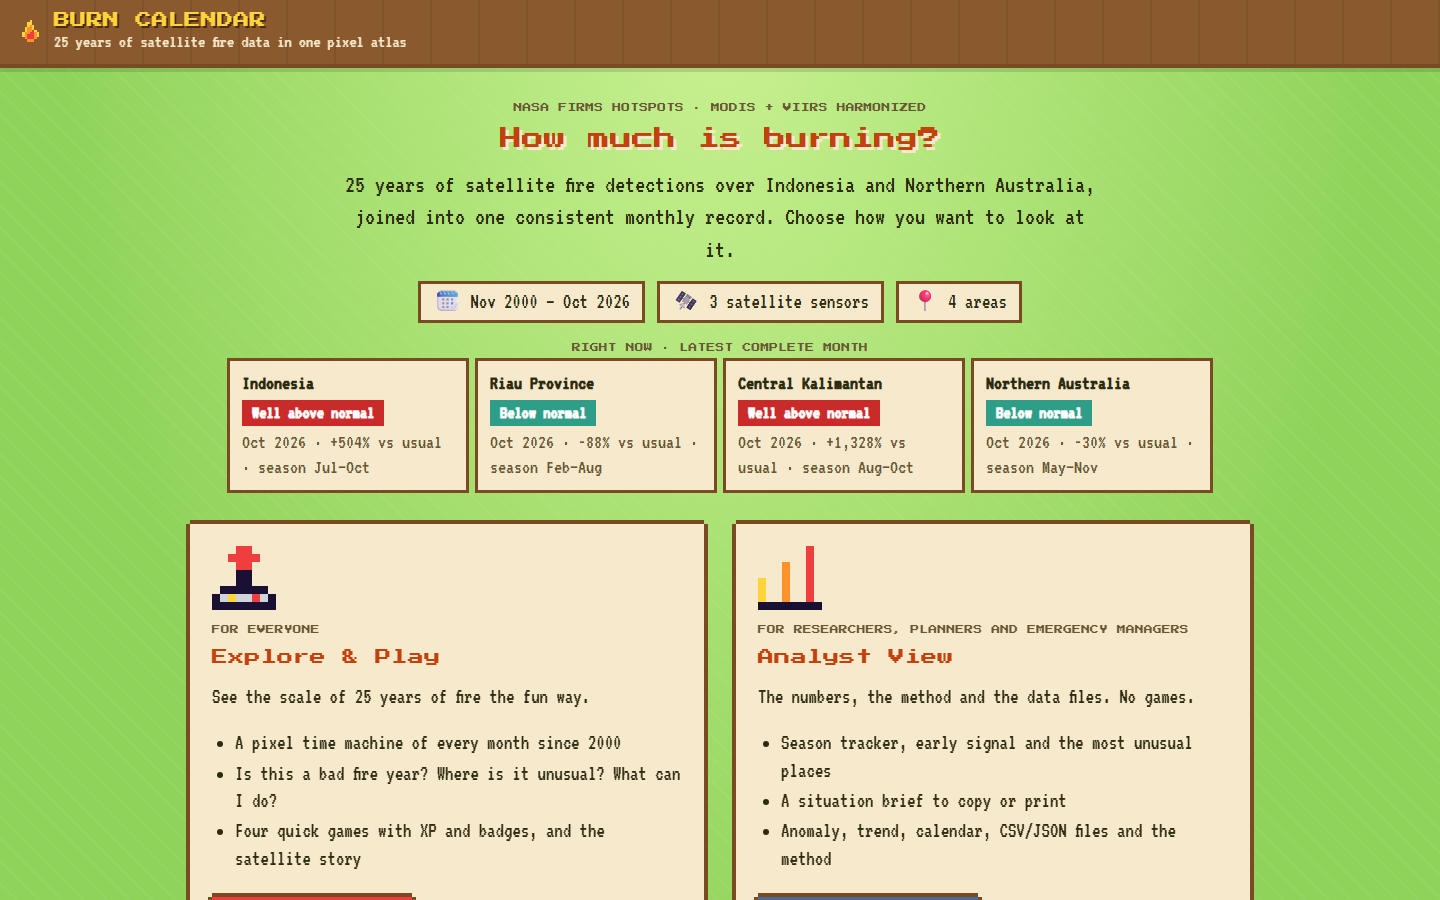 BURN CALENDAR
25 years of satellite fire data in one pixel atlas
NASA FIRMS HOTSPOTS · MODIS + VIIRS HARMONIZED
How much is burning?
25 years of satellite fire detections over Indonesia and Northern Australia,
joined into one consistent monthly record. Choose how you want to look at
it.
Nov 2000 – Oct 2026
3 satellite sensors
4 areas
RIGHT NOW · LATEST COMPLETE MONTH
Indonesia
Well above normal
Oct 2026 · +504% vs usual
· season Jul–Oct
Riau Province
Below normal
Oct 2026 · -88% vs usual ·
season Feb–Aug
Central Kalimantan
Well above normal
Oct 2026 · +1,328% vs
usual · season Aug–Oct
Northern Australia
Below normal
Oct 2026 · -30% vs usual ·
season May–Nov
FOR EVERYONE
Explore & Play
See the scale of 25 years of fire the fun way.
• A pixel time machine of every month since 2000
• Is this a bad fire year? Where is it unusual? What can
I do?
• Four quick games with XP and badges, and the
satellite story
FOR RESEARCHERS, PLANNERS AND EMERGENCY MANAGERS
Analyst View
The numbers, the method and the data files. No games.
• Season tracker, early signal and the most unusual
places
• A situation brief to copy or print
• Anomaly, trend, calendar, CSV/JSON files and the
method